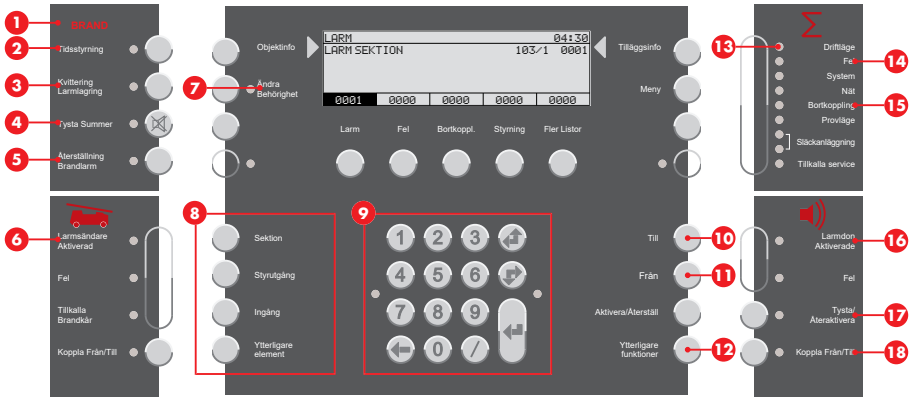 1
BRAND
2
Tidsstyrning
3
Kvittering
Larmlagring
4
Tysta Summer
5
Återställning
Brandlarm
6
Larmsändare
Aktiverad
Fel
Tillkalla
Brandkår
Koppla Från/Till
Objektinfo
7
Ändra
Behörighet
LARM 04:30
LARM SEKTION 103/1 0001
0001 0000 0000 0000 0000
Larm
Fel
Bortkoppl.
Styrning
Fler Listor
Tilläggsinfo
Meny
8
Sektion
Styrutgång
Ingång
Ytterligare
element
9
1 2 3
4 5 6
7 8 9
0 /
Till
10
Från
11
Aktivera/Återställ
Ytterligare
funktioner
12
Σ
13
Driftläge
14
Fel
System
Nät
15
Bortkoppling
Provläge
Släckanläggning
Tillkalla service
16
Larmdon
Aktiverade
Fel
17
Tysta/
Återaktivera
18
Koppla Från/Till